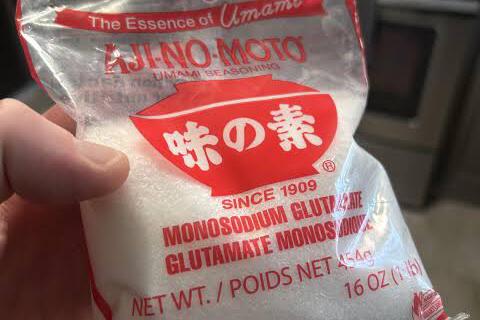 The Essence of Umami
AJI-NO-MOTO
UMAMI SEASONING
味の素
®
SINCE 1909
MONOSODIUM GLUTAMATE
GLUTAMATE MONOSODIQUE
NET WT. / POIDS NET 454g
16 OZ (1 lb)